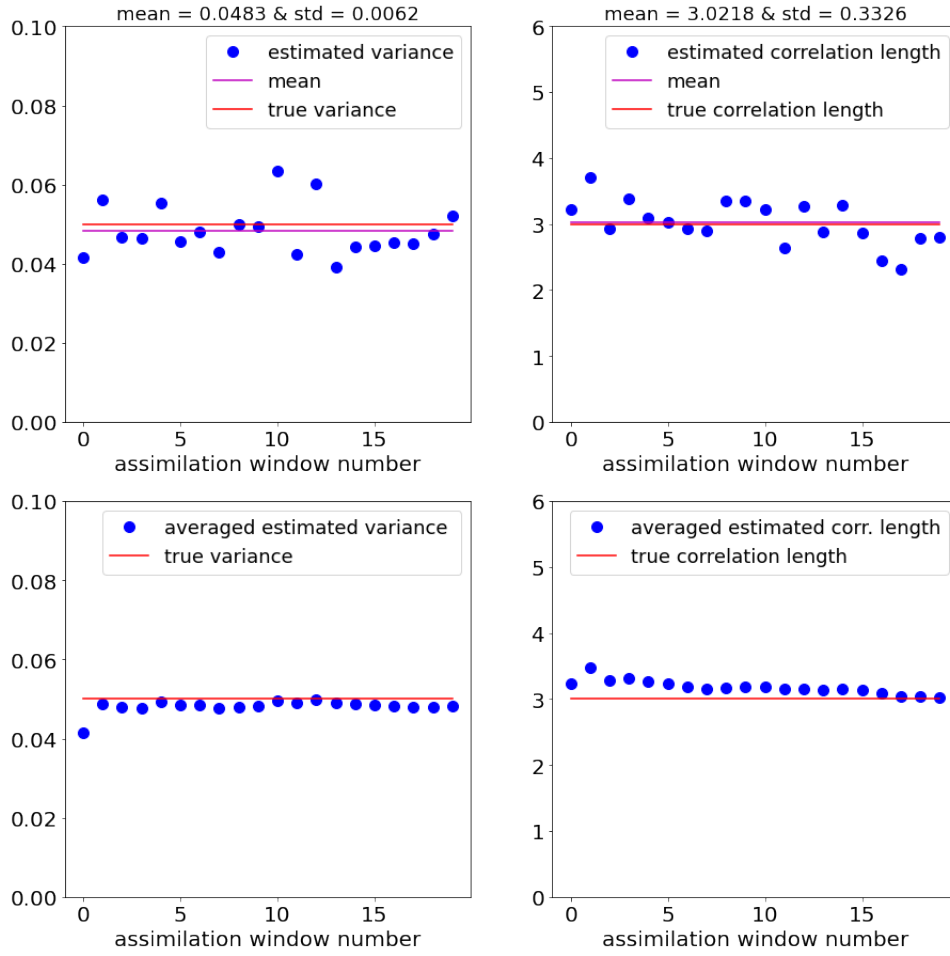 mean = 0.0483 & std = 0.0062
0.10
0.08
0.06
0.04
0.02
0.00
estimated variance
mean
true variance
0
5
10
15
assimilation window number
mean = 3.0218 & std = 0.3326
6
5
4
3
2
1
0
estimated correlation length
mean
true correlation length
0
5
10
15
assimilation window number
0.10
0.08
0.06
0.04
0.02
0.00
averaged estimated variance
true variance
0
5
10
15
assimilation window number
6
5
4
3
2
1
0
averaged estimated corr. length
true correlation length
0
5
10
15
assimilation window number